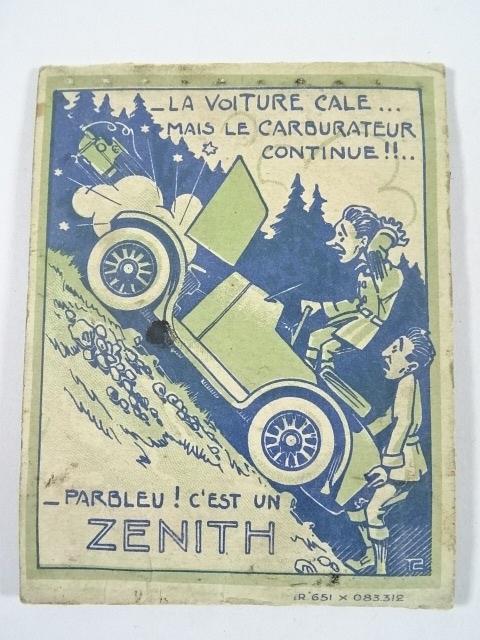 _LA VOITURE CALE...
MAIS LE CARBURATEUR
CONTINUE!!..
_PARBLEU! C'EST UN
ZENITH
R 651 X 083.312